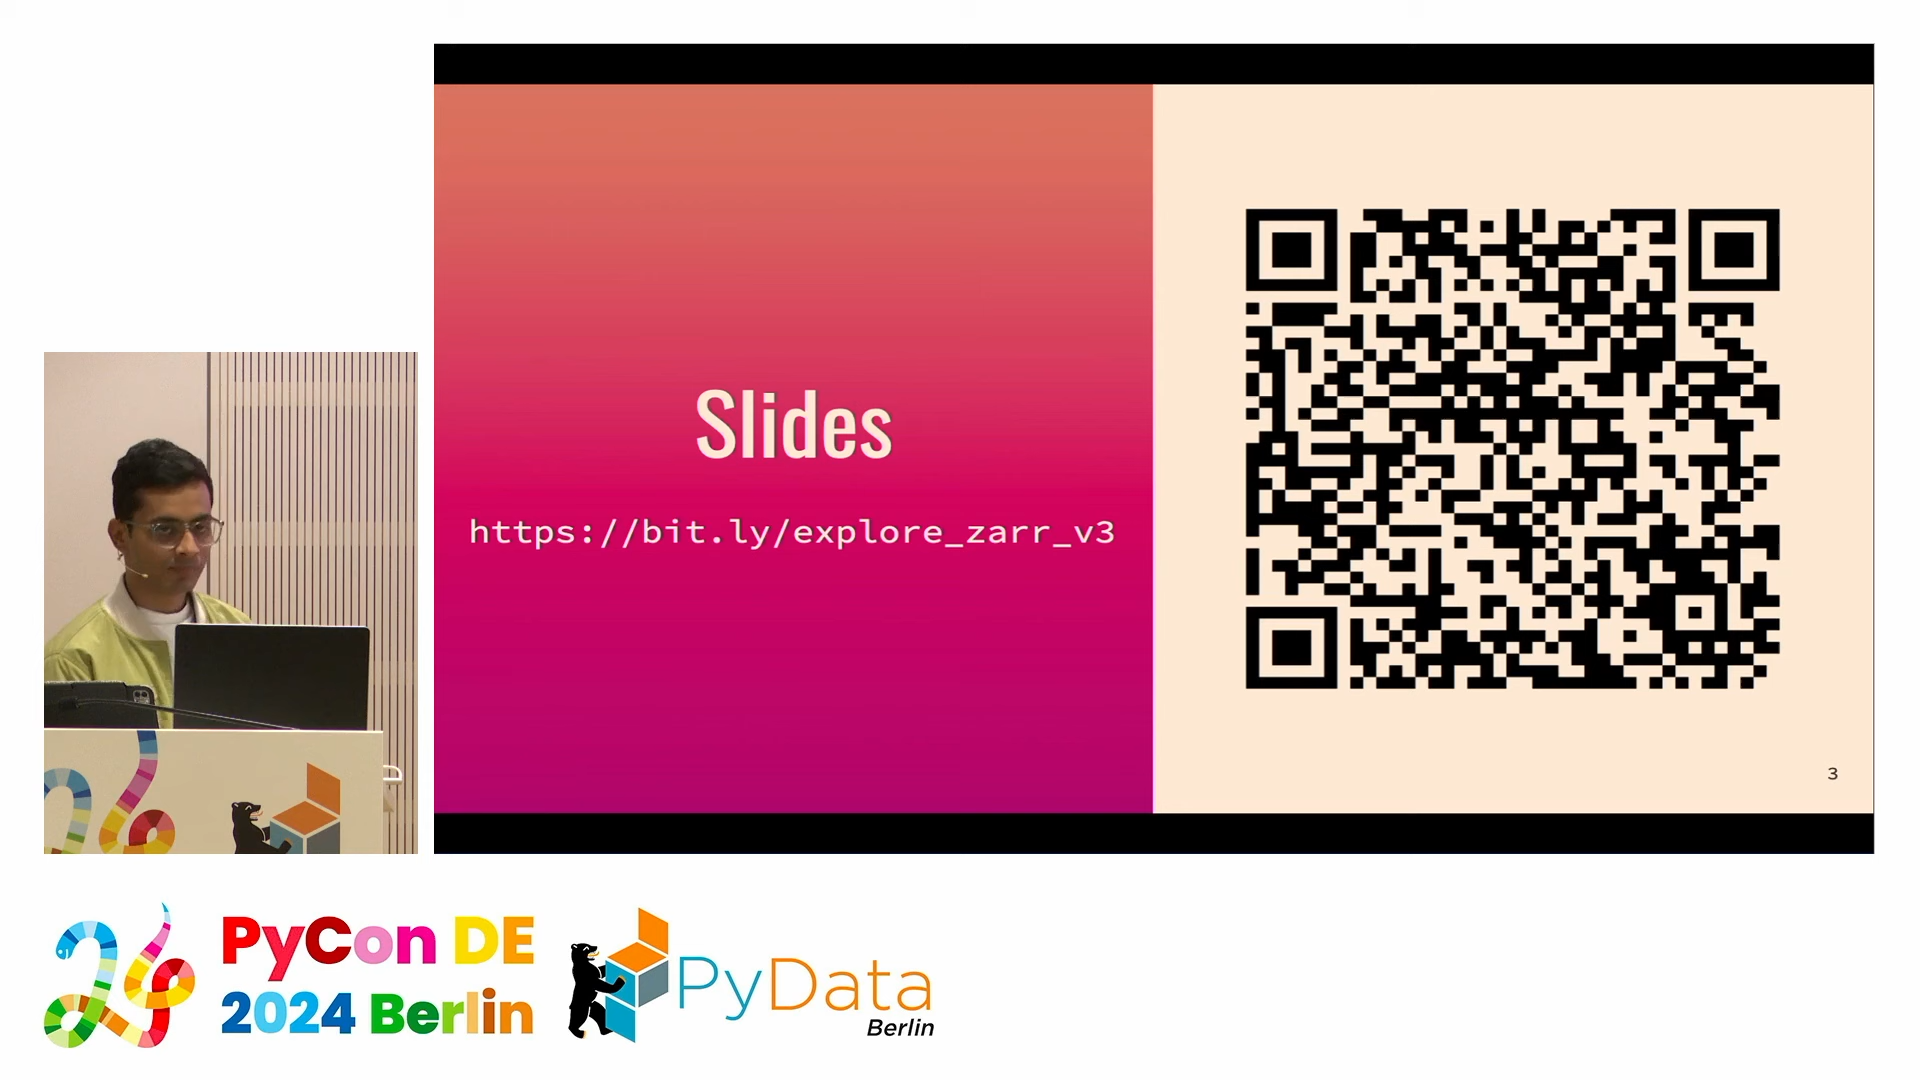 Slides
https://bit.ly/explore_zarr_v3
3
PyCon DE
2024 Berlin
PyData
Berlin